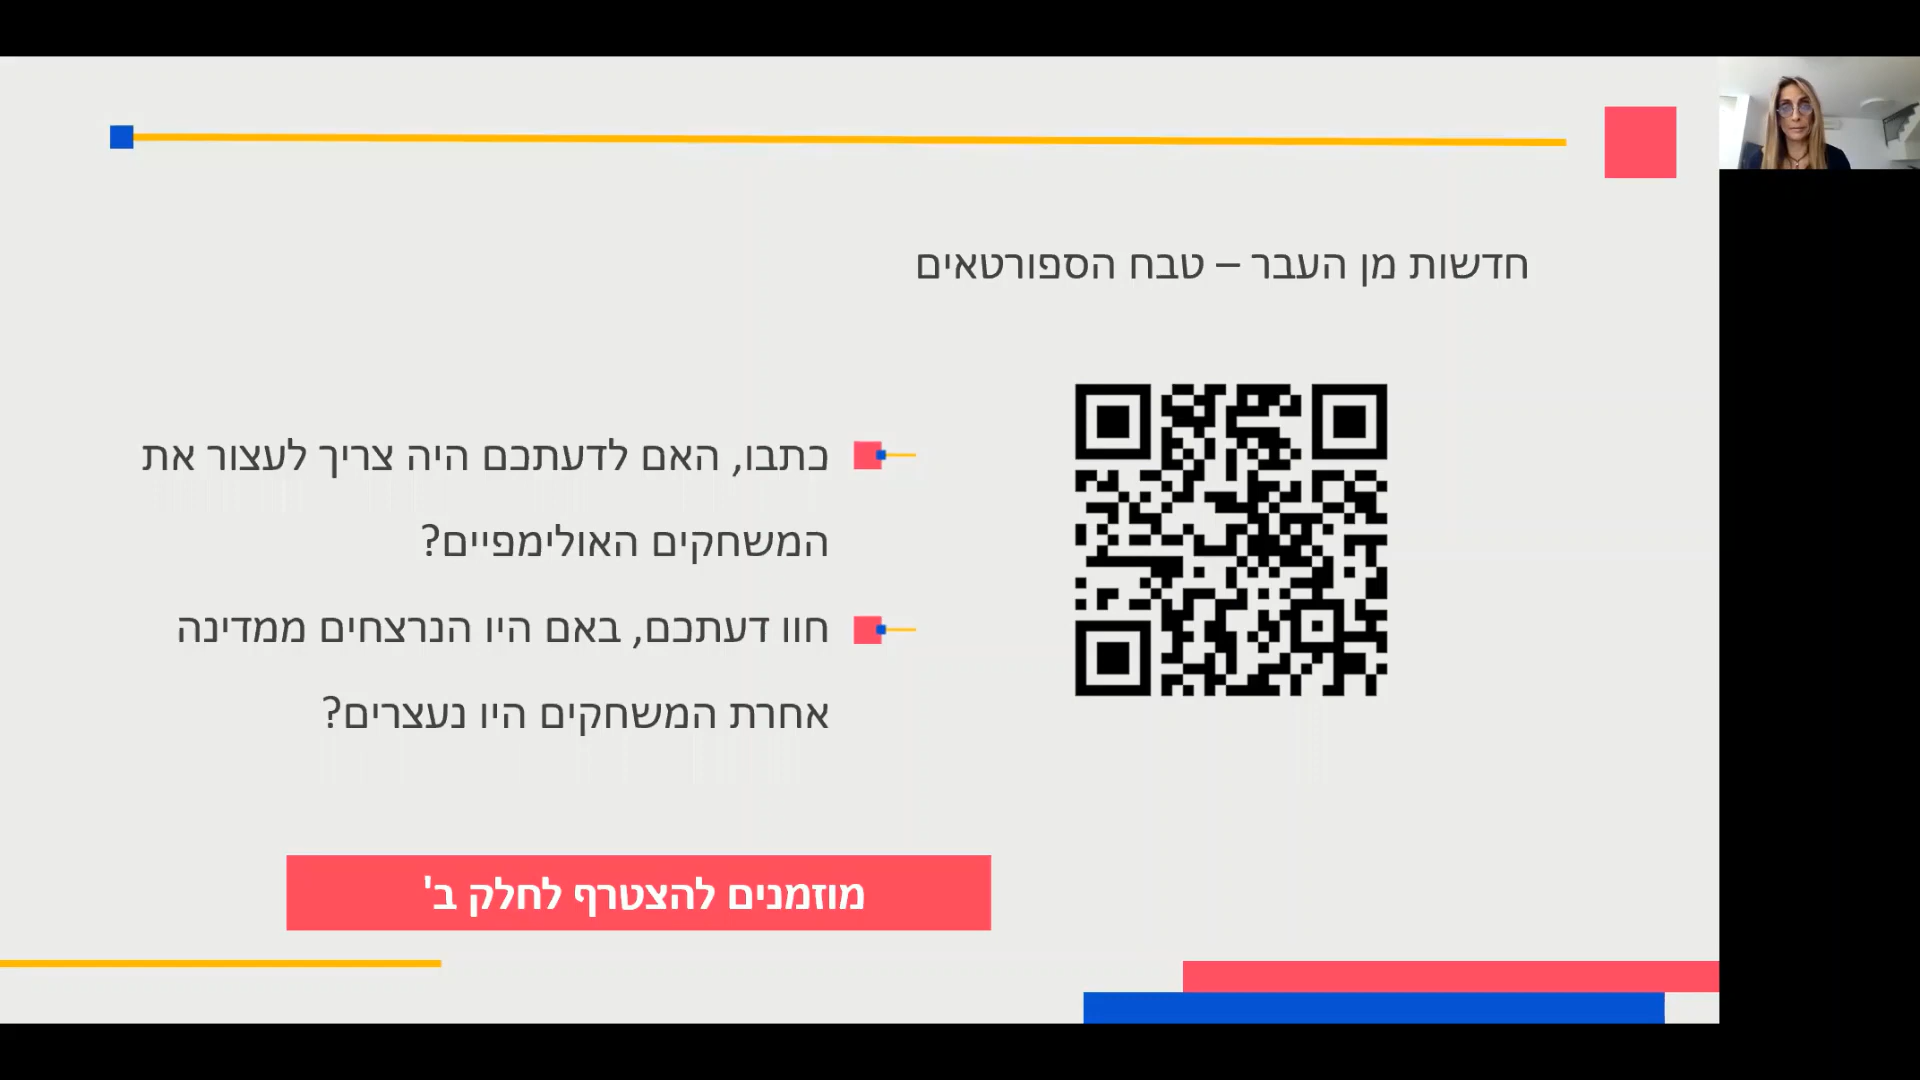 חדשות מן העבר – טבח הספורטאים
כתבו, האם לדעתכם היה צריך לעצור את
המשחקים האולימפיים?
חוו דעתכם, באם היו הנרצחים ממדינה
אחרת המשחקים היו נעצרים?
מוזמנים להצטרף לחלק ב'